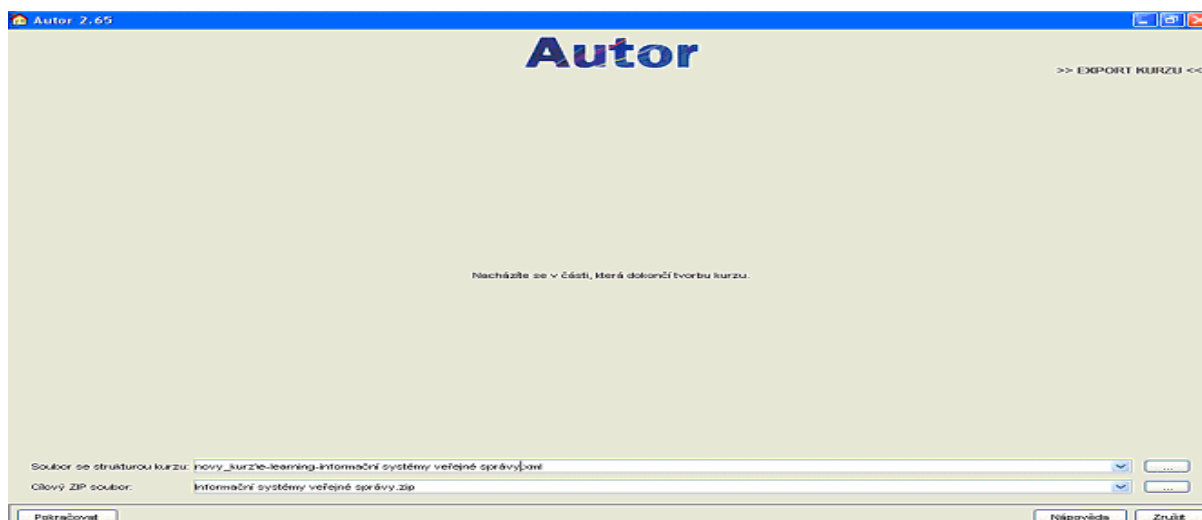 Autor 2.65
Autor
>> EXPORT KURZU <<
Nacházíte se v části, která dokončí tvorbu kurzu.
Soubor se strukturou kurzu: novy_kurz\e-learning-informační systémy veřejné správy.xml
...
Cílový ZIP soubor: Informační systémy veřejné správy.zip
...
Pokračovat Nápověda Zrušit